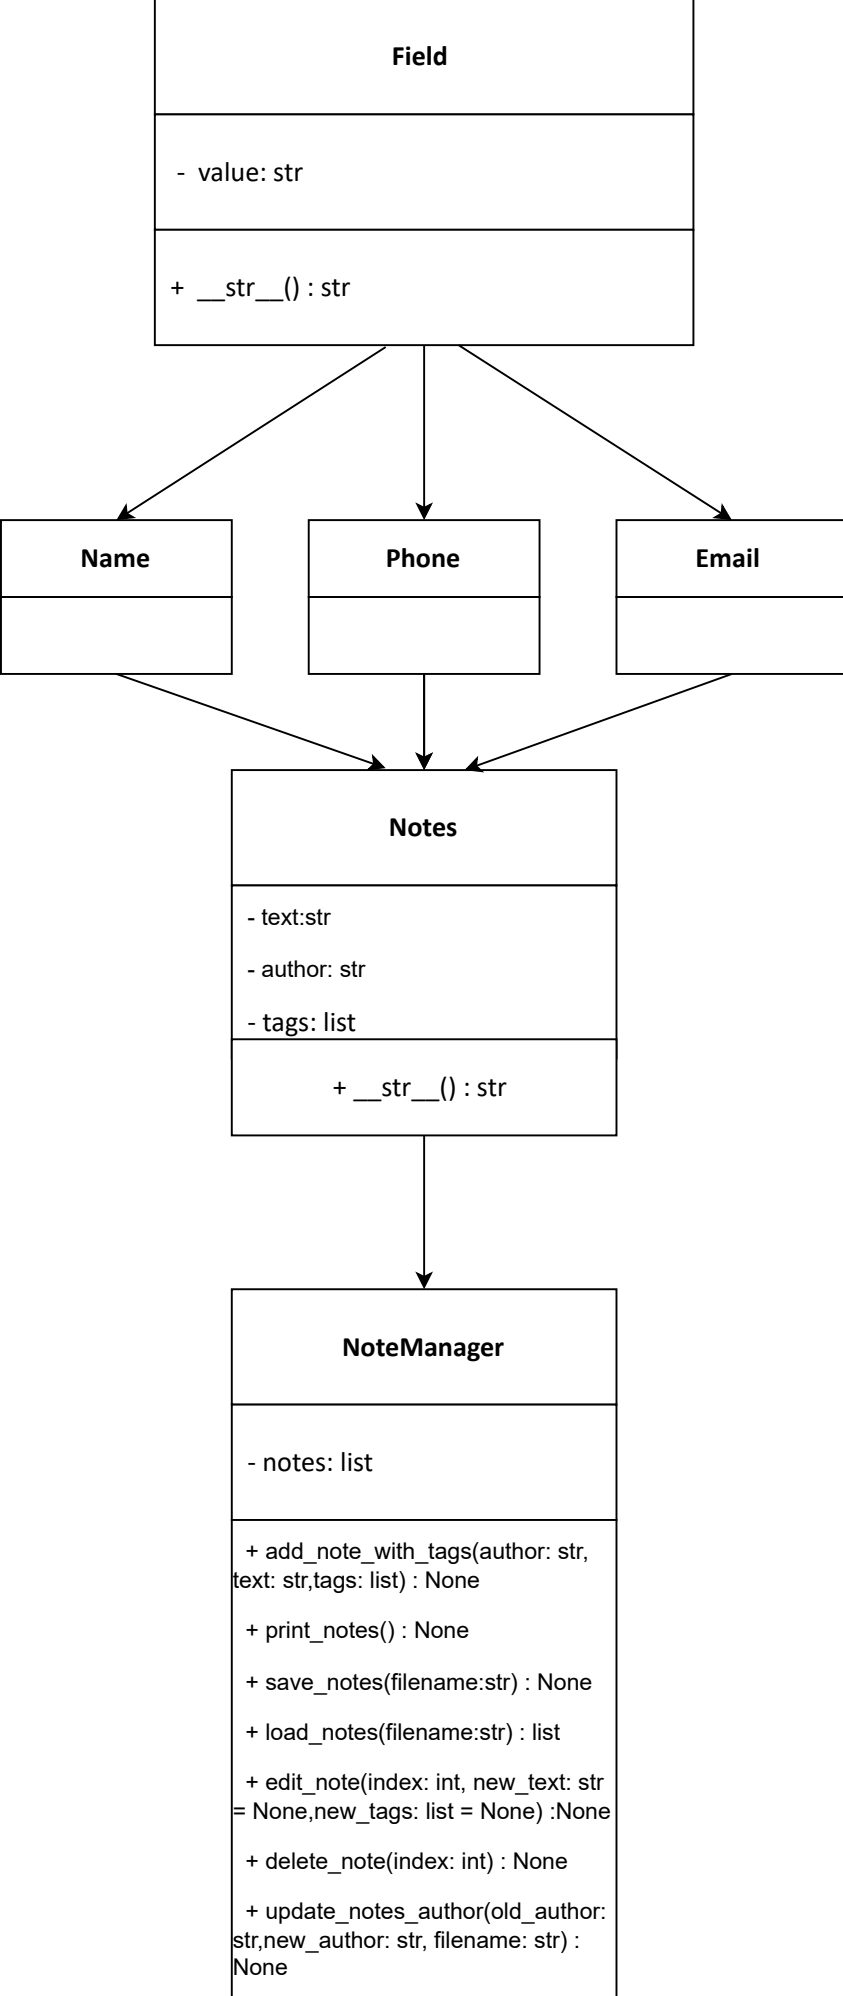 Field
- value: str
+ __str__() : str
Name
Phone
Email
Notes
- text:str
- author: str
- tags: list
+ __str__() : str
NoteManager
- notes: list
+ add_note_with_tags(author: str,
text: str,tags: list) : None
+ print_notes() : None
+ save_notes(filename:str) : None
+ load_notes(filename:str) : list
+ edit_note(index: int, new_text: str
= None,new_tags: list = None) :None
+ delete_note(index: int) : None
+ update_notes_author(old_author:
str,new_author: str, filename: str) :
None